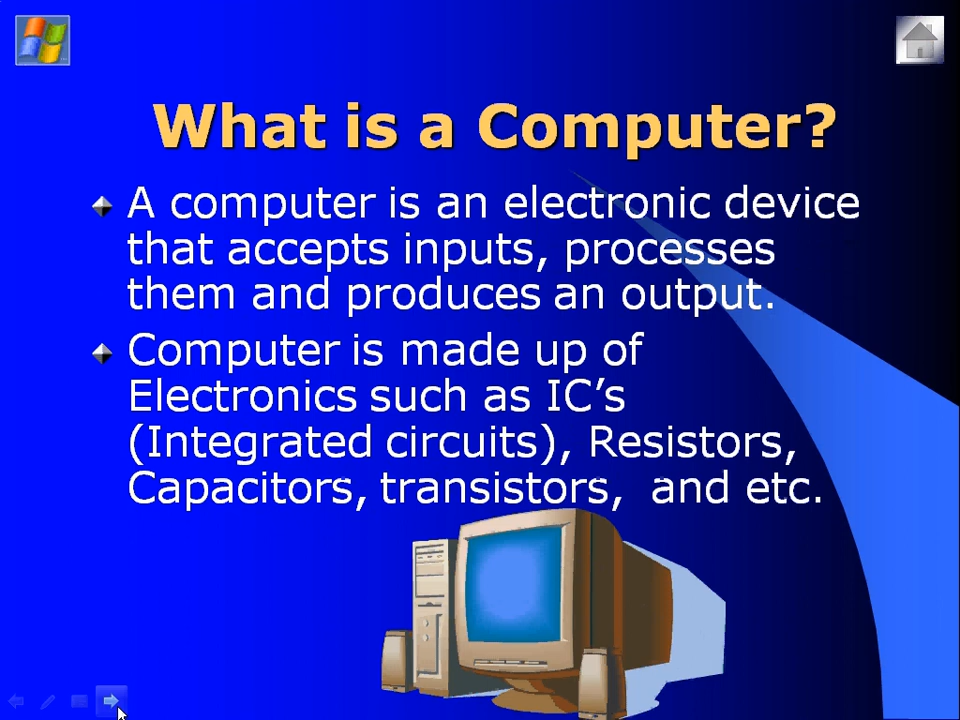 What is a Computer?
A computer is an electronic device
that accepts inputs, processes
them and produces an output.
Computer is made up of
Electronics such as IC’s
(Integrated circuits), Resistors,
Capacitors, transistors,  and etc.